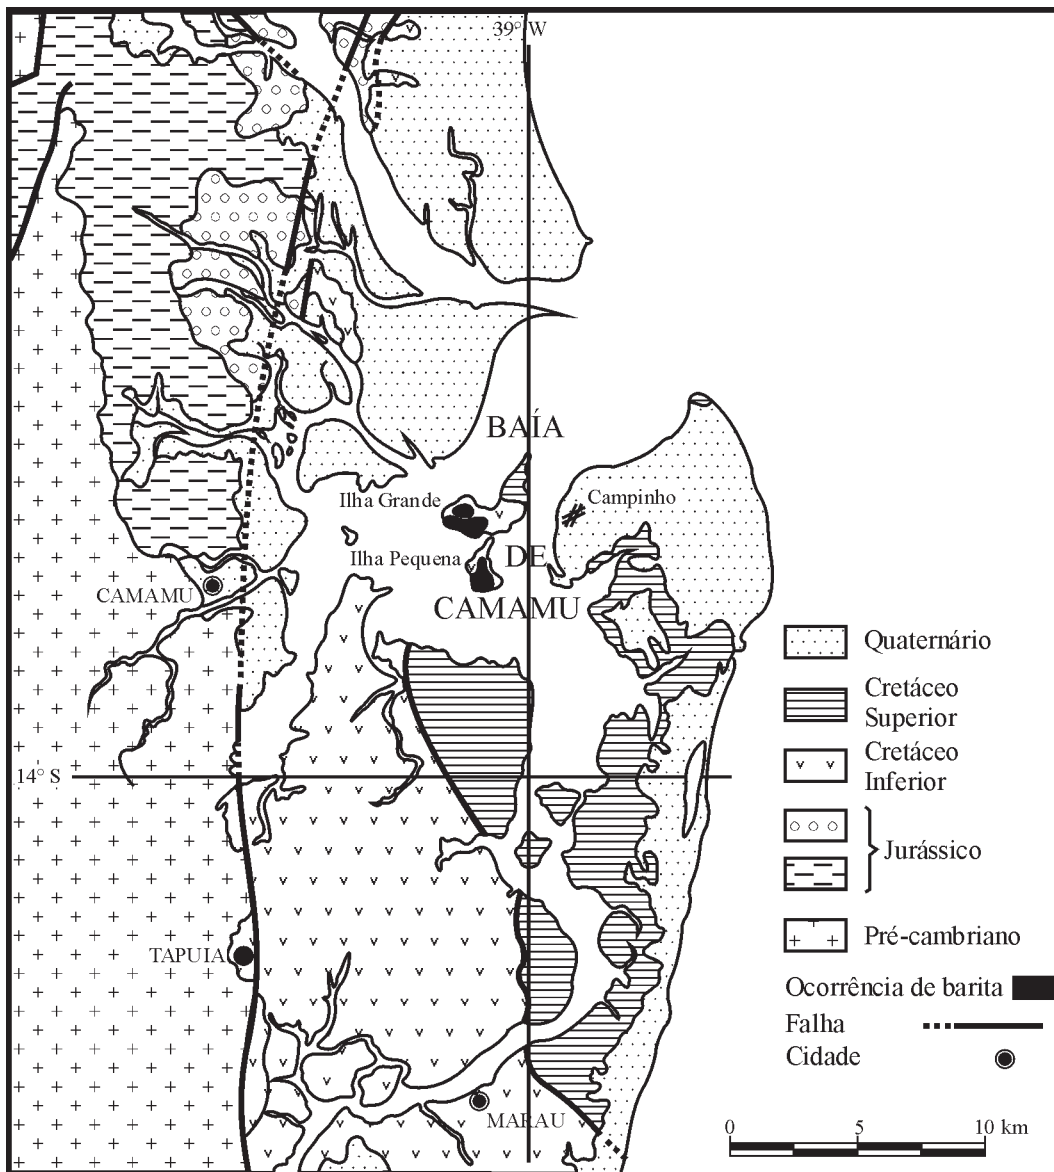 39° W
BAÍA
Ilha Grande
Campinho
Ilha Pequena
DE
CAMAMU
CAMAMU
14° S
TAPUIA
MARAU
Quaternário
Cretáceo
Superior
Cretáceo
Inferior
Jurássico
Pré-cambriano
Ocorrência de barita
Falha
Cidade
0 5 10 km